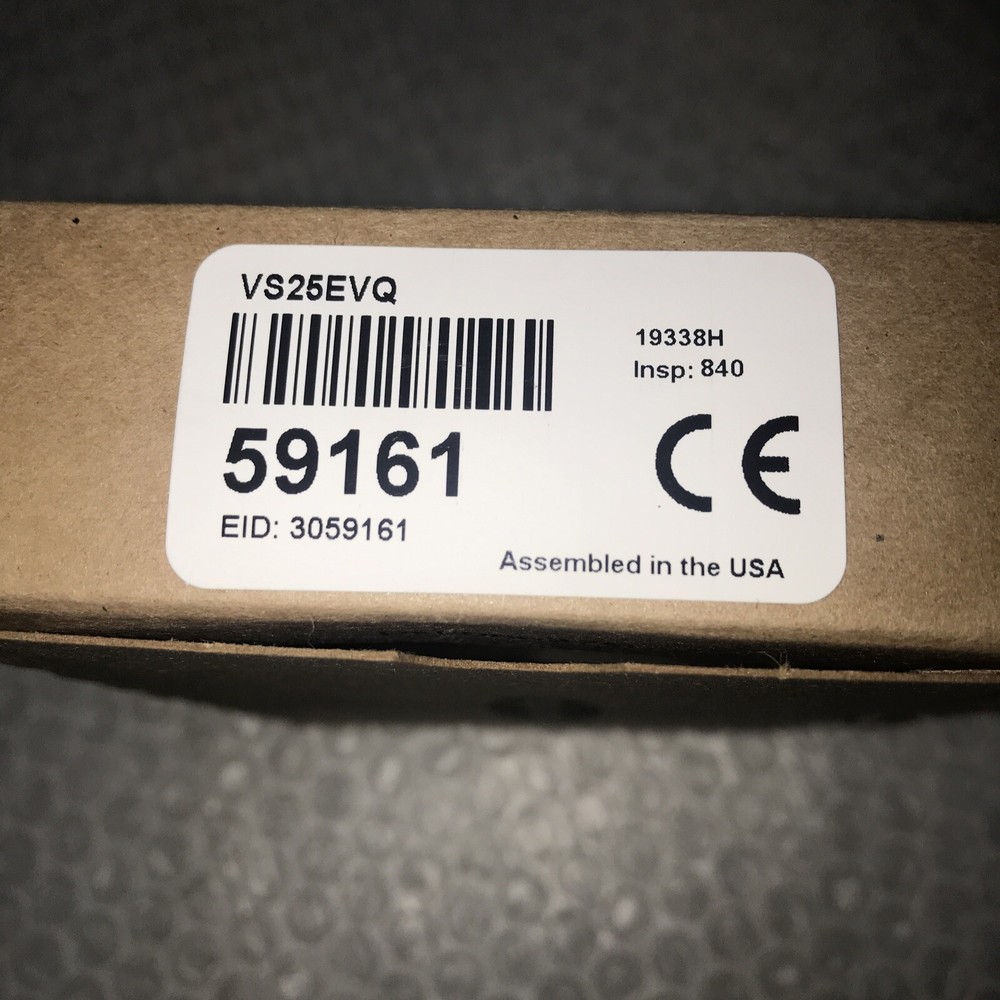 VS25EVQ
19338H
Insp: 840
59161
CE
EID: 3059161
Assembled in the USA